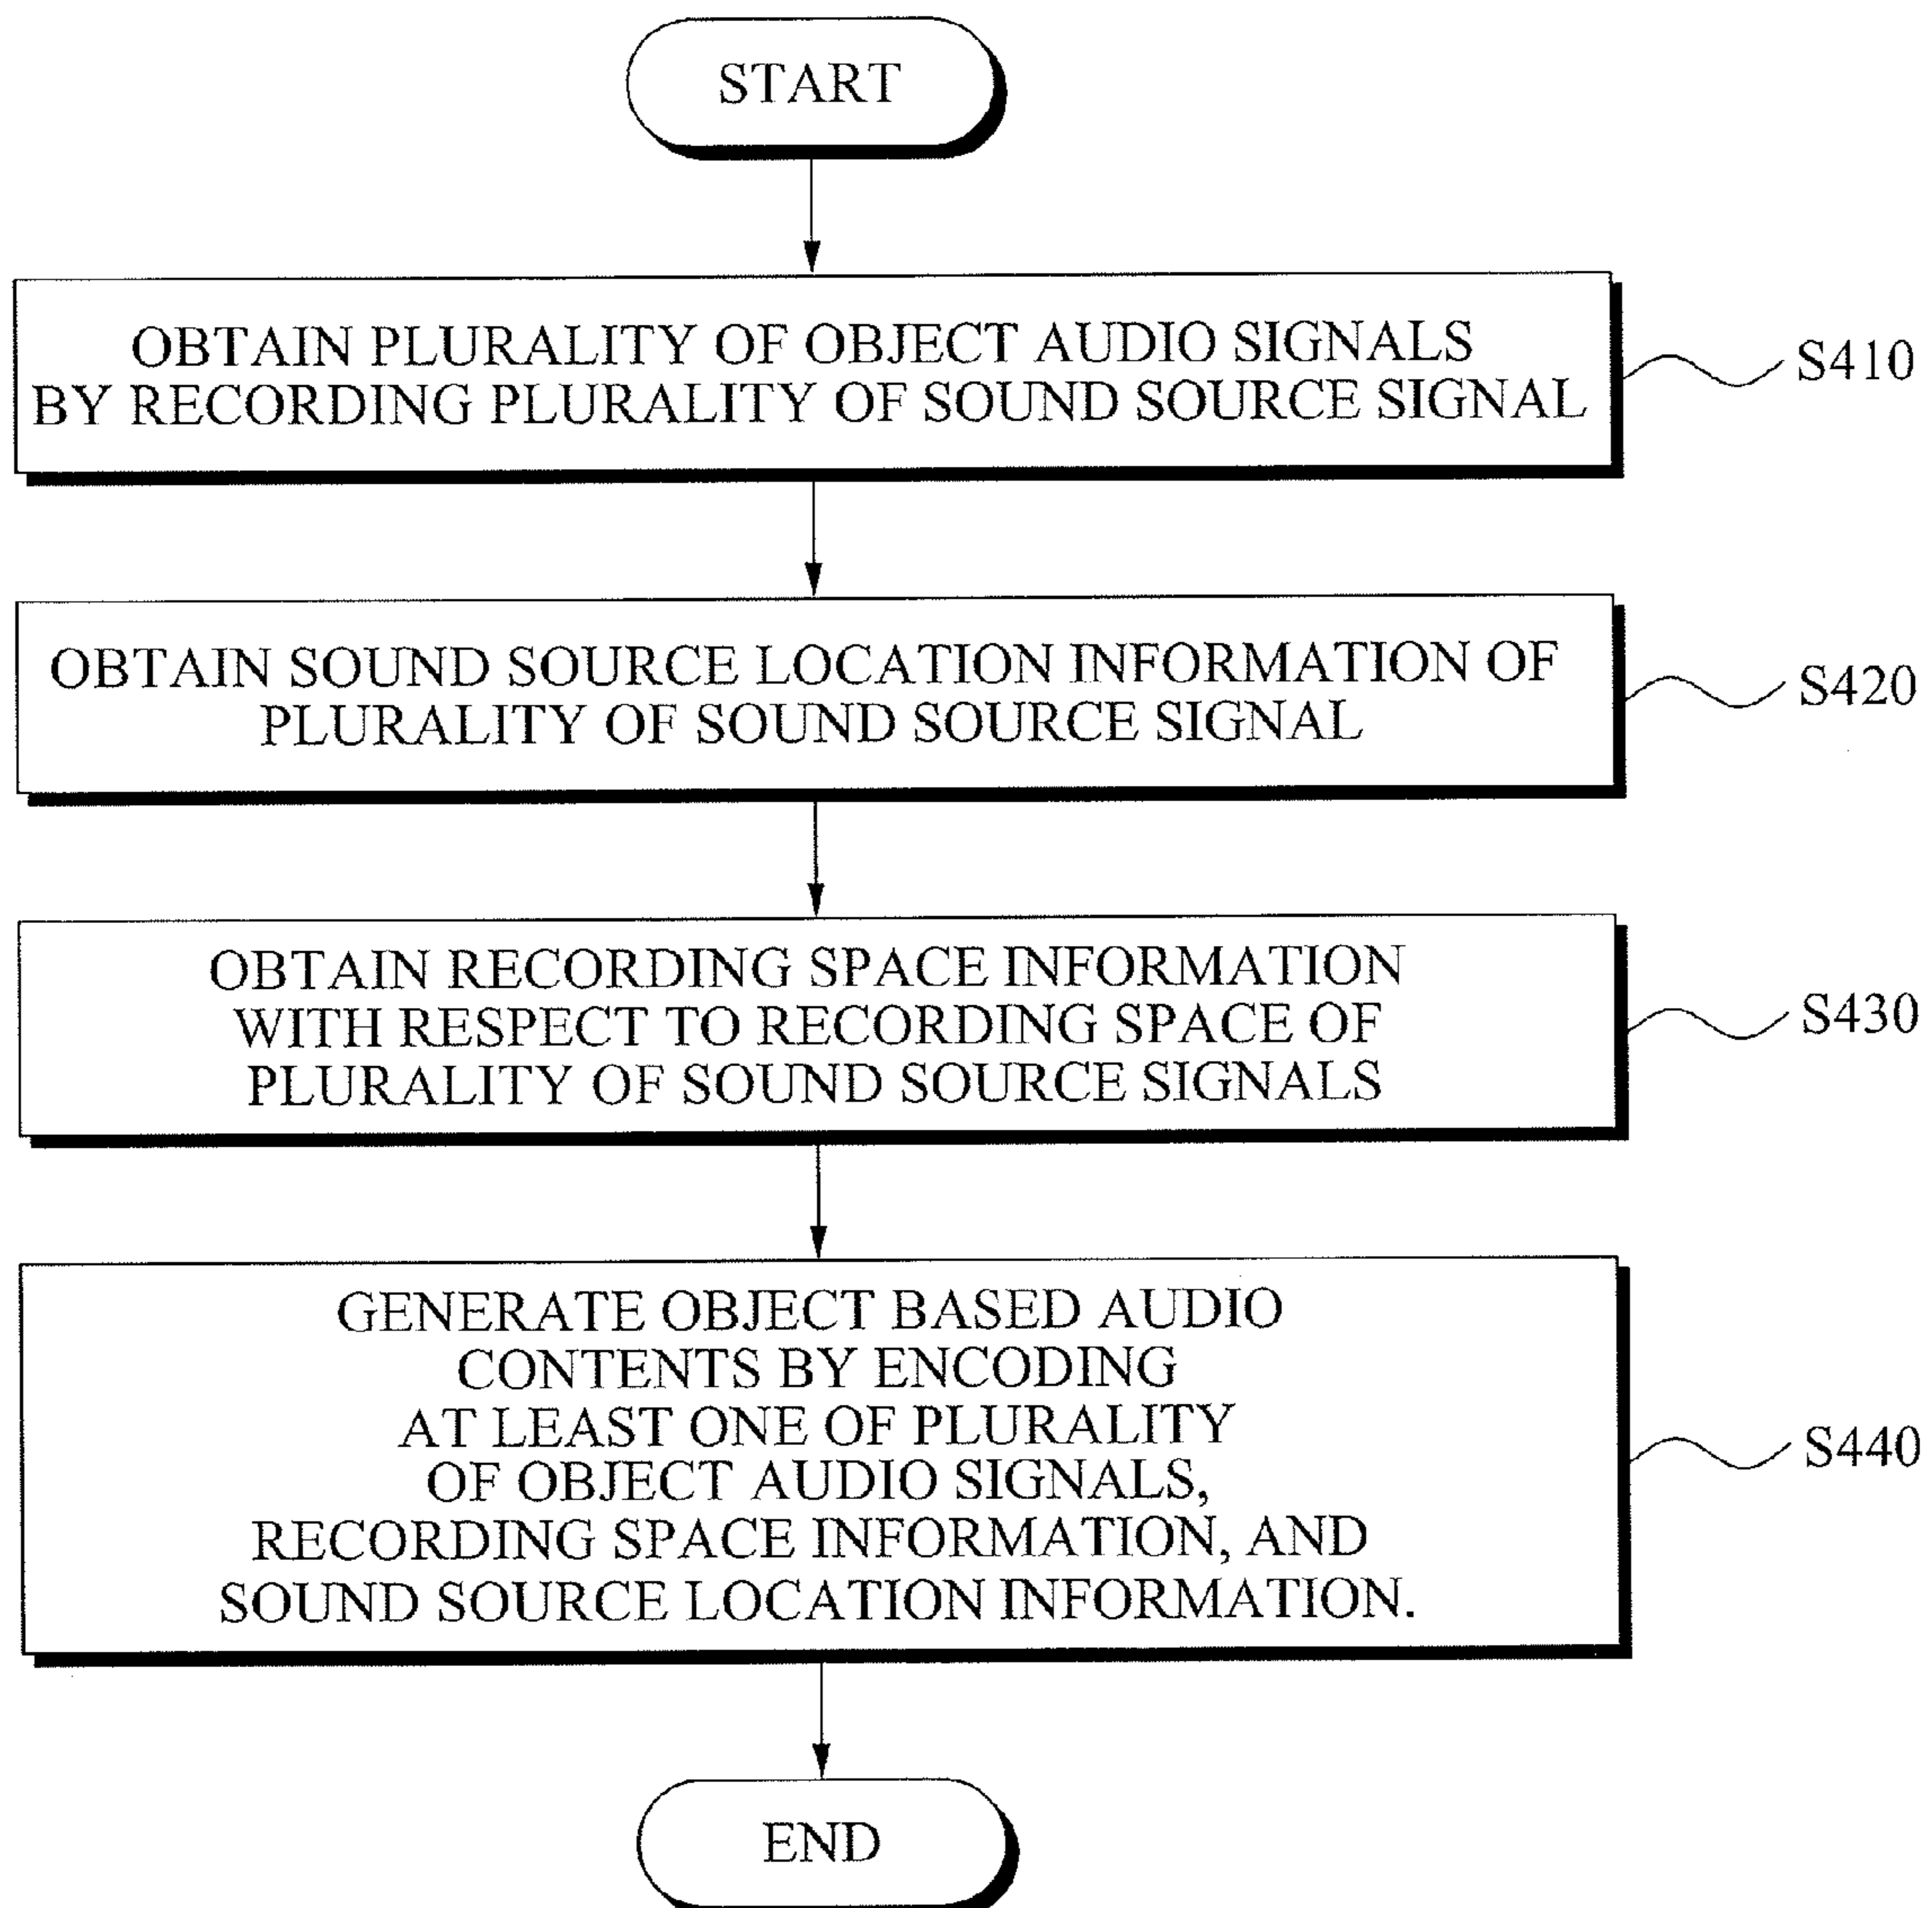 START
OBTAIN PLURALITY OF OBJECT AUDIO SIGNALS
BY RECORDING PLURALITY OF SOUND SOURCE SIGNAL
S410
OBTAIN SOUND SOURCE LOCATION INFORMATION OF
PLURALITY OF SOUND SOURCE SIGNAL
S420
OBTAIN RECORDING SPACE INFORMATION
WITH RESPECT TO RECORDING SPACE OF
PLURALITY OF SOUND SOURCE SIGNALS
S430
GENERATE OBJECT BASED AUDIO
CONTENTS BY ENCODING
AT LEAST ONE OF PLURALITY
OF OBJECT AUDIO SIGNALS,
RECORDING SPACE INFORMATION, AND
SOUND SOURCE LOCATION INFORMATION.
S440
END